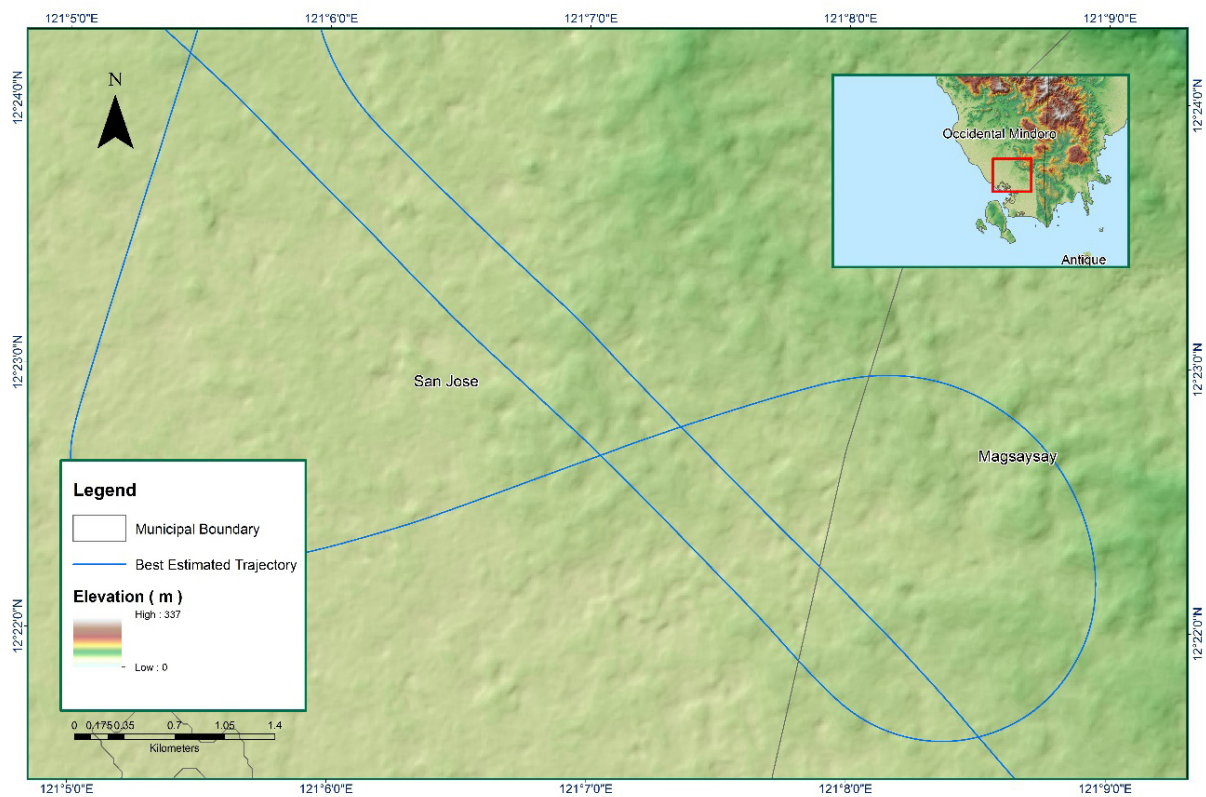 121°5'0"E 121°6'0"E 121°7'0"E 121°8'0"E 121°9'0"E
N
12°24'0"N
12°24'0"N
Occidental Mindoro
Antique
12°23'0"N
12°23'0"N
San Jose
Magsaysay
Legend
Municipal Boundary
Best Estimated Trajectory
Elevation ( m )
High : 337
Low : 0
12°22'0"N
12°22'0"N
0 0.175 0.35 0.7 1.05 1.4
Kilometers
121°5'0"E 121°6'0"E 121°7'0"E 121°8'0"E 121°9'0"E